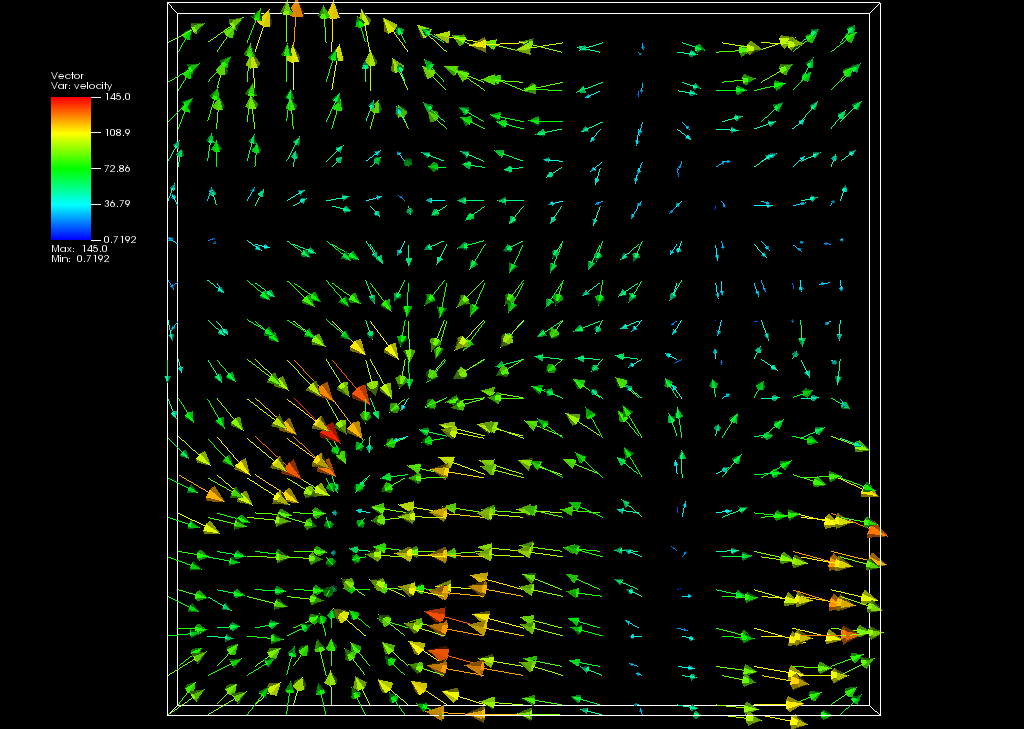 Vector
Var: velocity
145.0
108.9
72.86
36.79
0.7192
Max: 145.0
Min: 0.7192